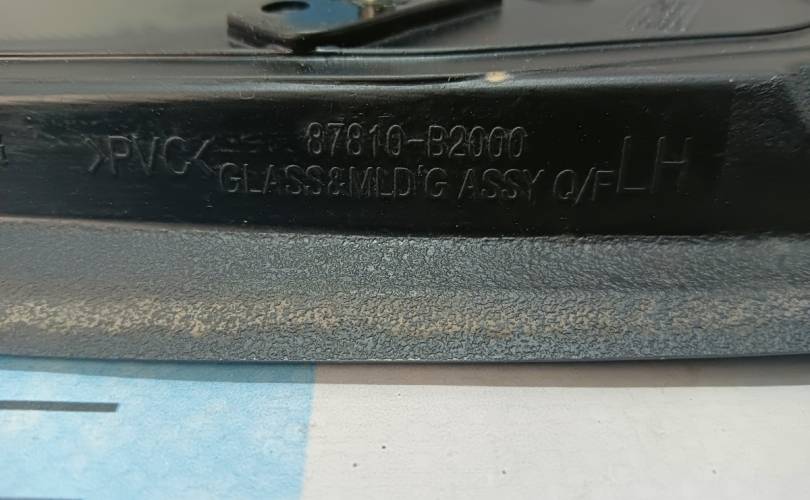 87810-B2000
>PVC< GLASS&MLD'G ASSY Q/F LH